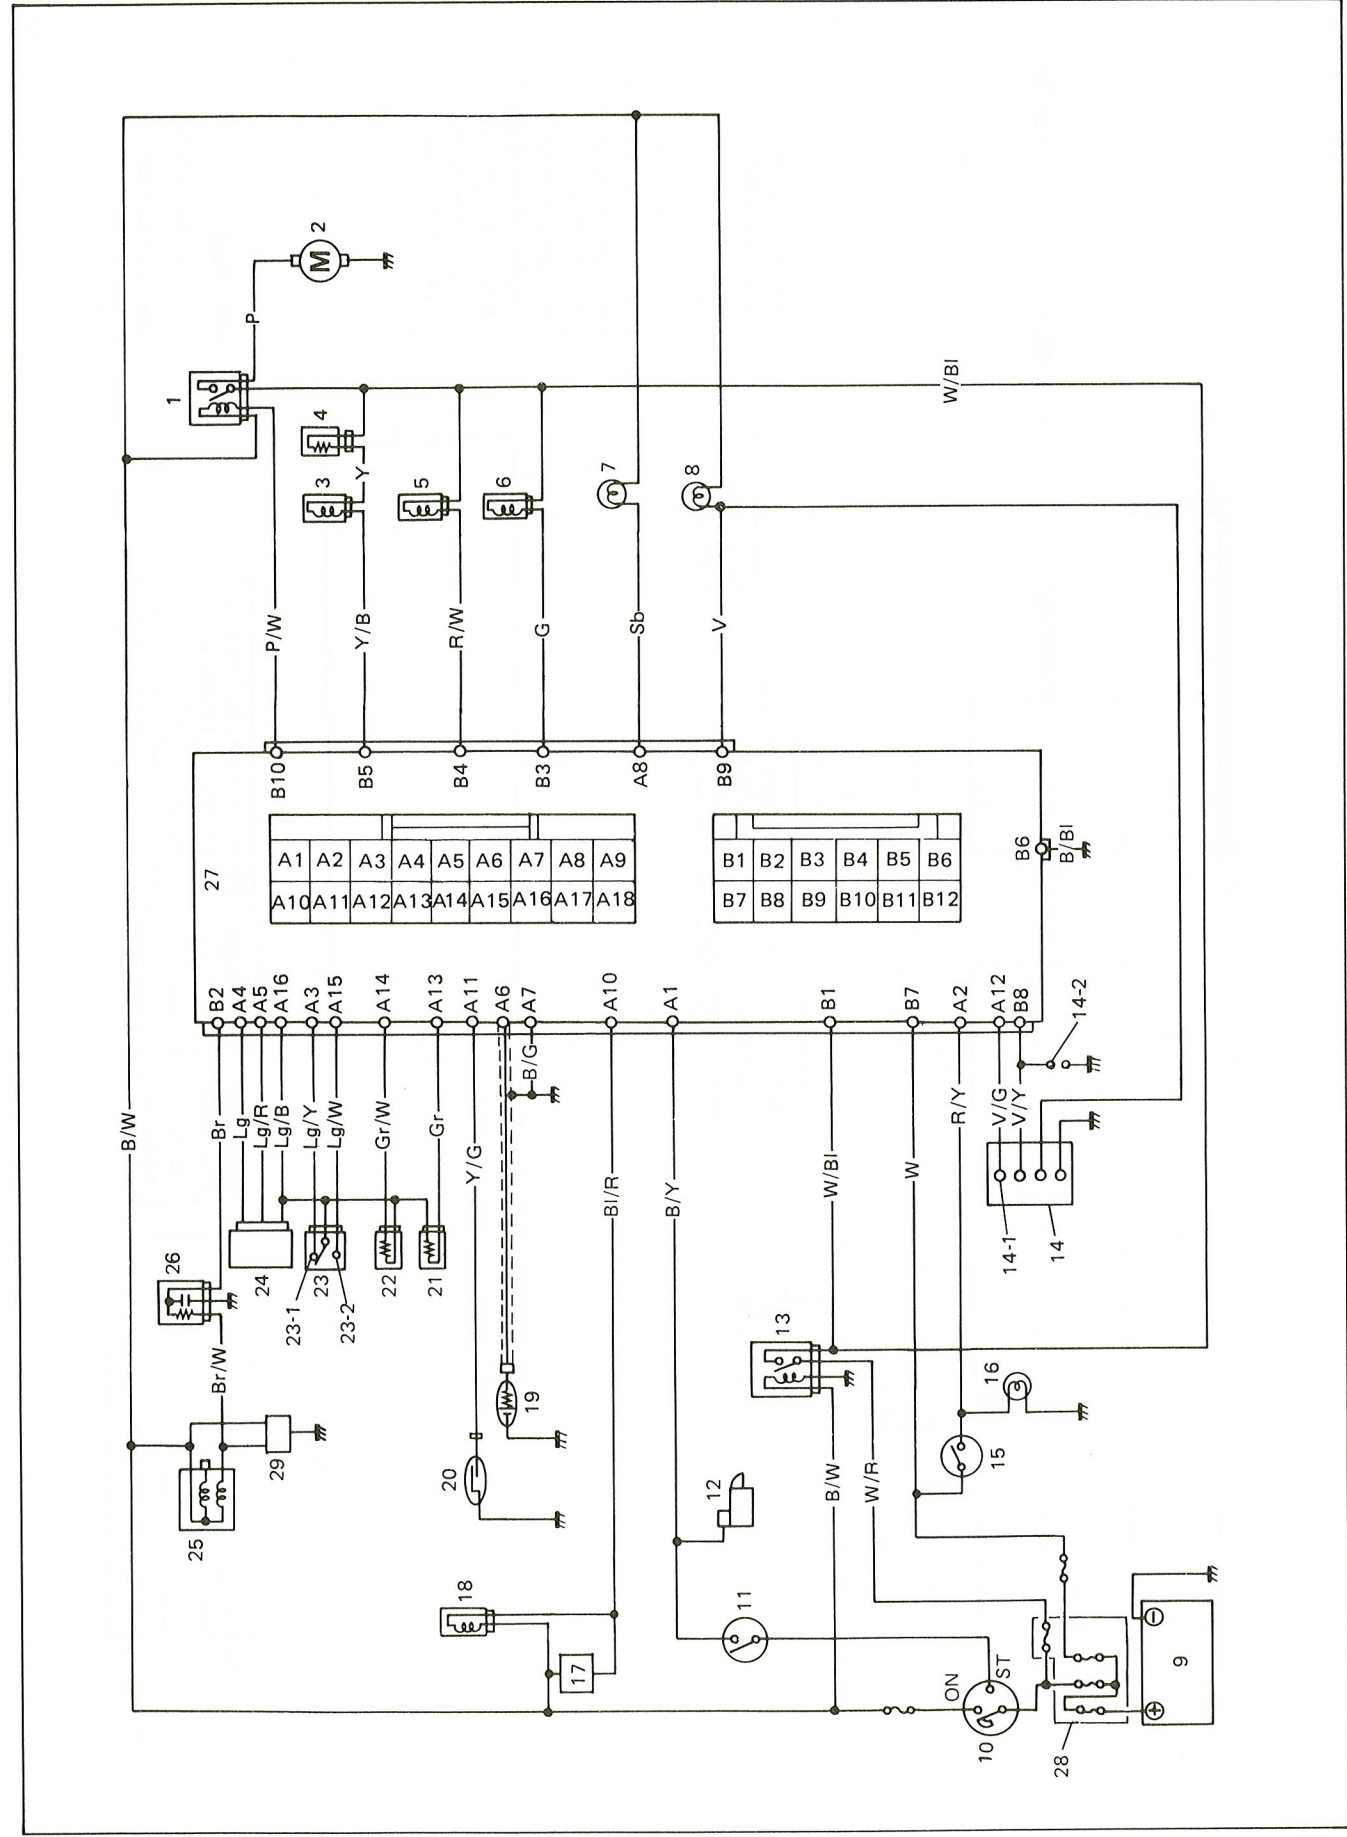 2
P
1
4
3
Y
5
6
7
8
W/Bl
B/W
P/W
Y/B
R/W
G
Sb
V
B10
B5
B4
B3
A8
B9
27
A1 A2 A3 A4 A5 A6 A7 A8 A9
A10 A11 A12 A13 A14 A15 A16 A17 A18
B1 B2 B3 B4 B5 B6
B7 B8 B9 B10 B11 B12
B6
B/Bl
B2
A4
A5
A16
A3
A15
A14
A13
A11
A6
A7
A10
A1
B1
B7
A2
A12
B8
14-2
Br
Lg
Lg/R
Lg/B
Lg/Y
Lg/W
Gr/W
Gr
Y/G
B/G
Bl/R
B/Y
W/Bl
W
R/Y
V/G
V/Y
26
24
23-1
23
23-2
22
21
14-1
14
Br/W
29
25
20
19
13
12
B/W
W/R
16
15
18
17
11
ON
ST
10
28
9
M